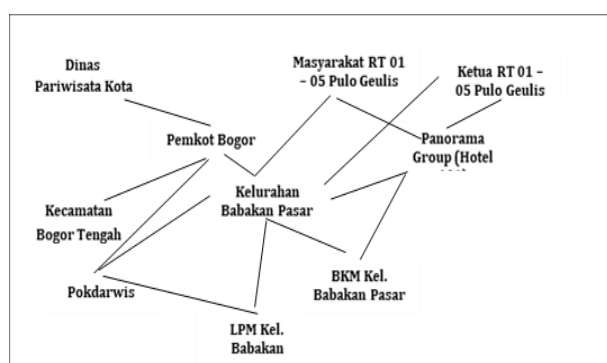 Dinas
Pariwisata Kota
Masyarakat RT 01
– 05 Pulo Geulis
Ketua RT 01 –
05 Pulo Geulis
Pemkot Bogor
Panorama
Group (Hotel
Kelurahan
Babakan Pasar
Kecamatan
Bogor Tengah
Pokdarwis
BKM Kel.
Babakan Pasar
LPM Kel.
Babakan